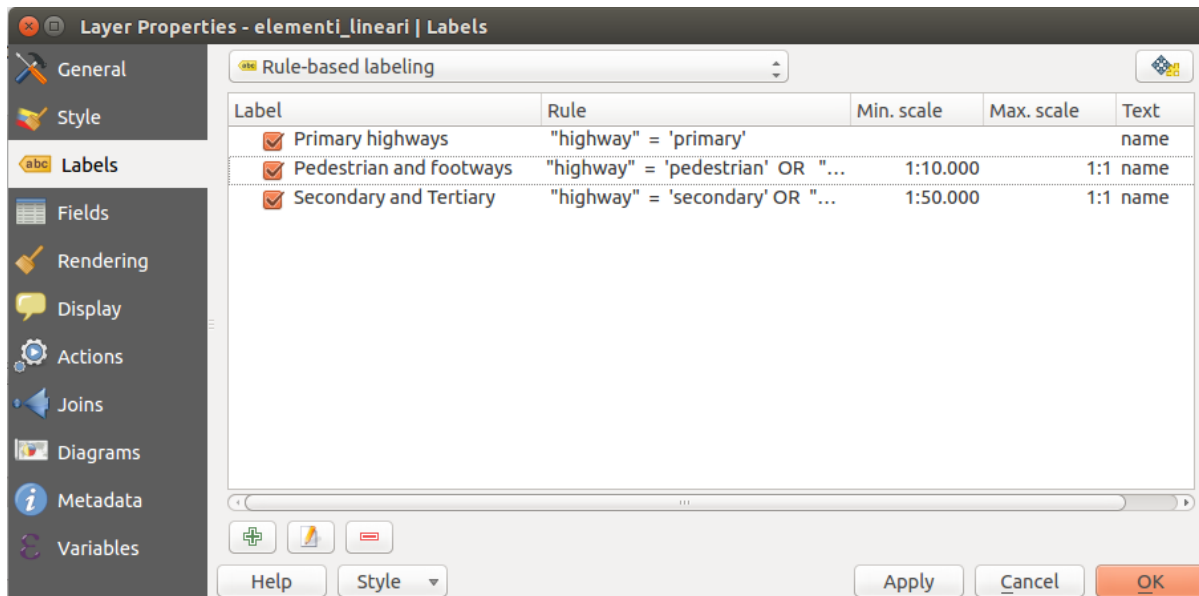 Layer Properties - elementi_lineari | Labels
General
Style
abc Labels
Fields
Rendering
Display
Actions
Joins
Diagrams
Metadata
Variables
abc Rule-based labeling
Label Rule Min. scale Max. scale Text
Primary highways "highway" = 'primary' name
Pedestrian and footways "highway" = 'pedestrian' OR "... 1:10.000 1:1 name
Secondary and Tertiary "highway" = 'secondary' OR "... 1:50.000 1:1 name
Help Style Apply Cancel OK